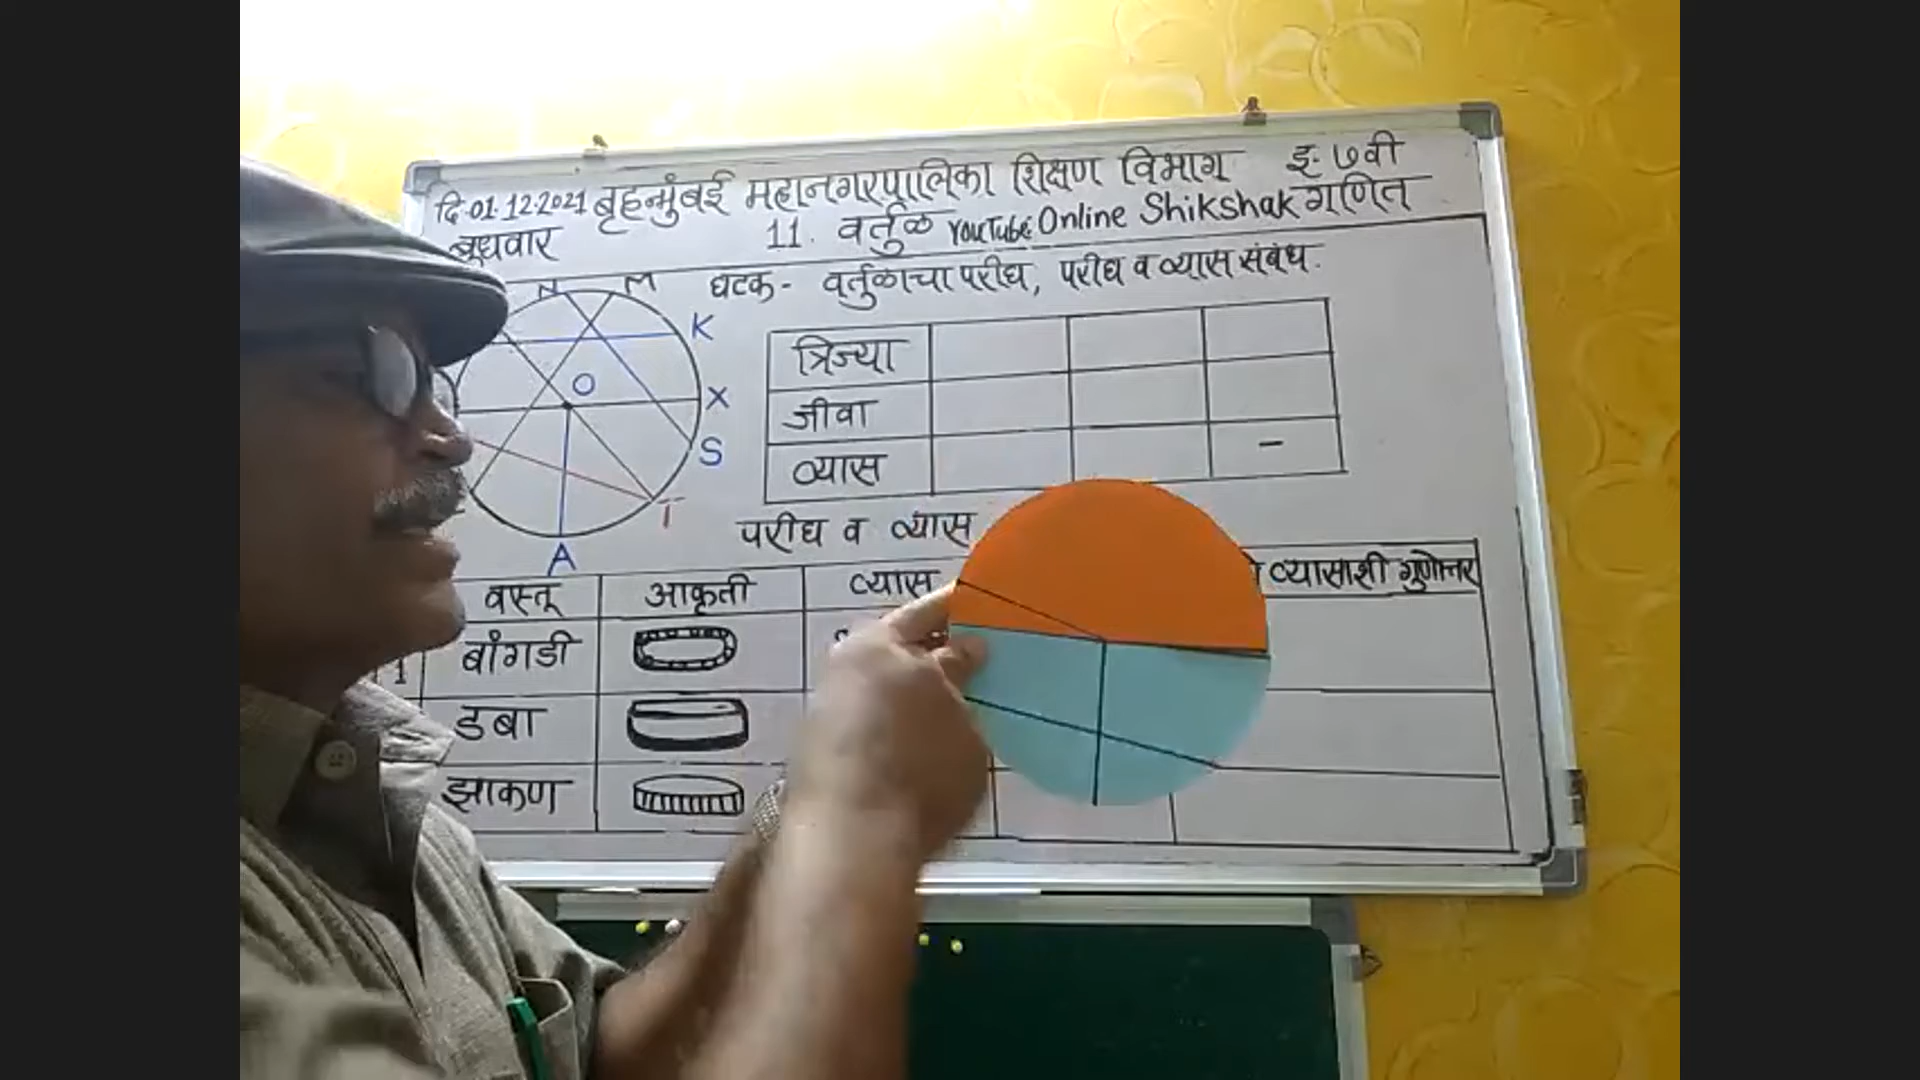 दि.01.12.2021 बृहन्मुंबई महानगरपालिका शिक्षण विभाग इ. ७वी
बुधवार 11. वर्तुळ YouTube: Online Shikshak गणित
घटक - वर्तुळाचा परीघ, परीघ व व्यास संबंध.
N M
K
O
X
S
T
A
त्रिज्या
जीवा
व्यास -
परीघ व व्यास
वस्तू आकृती व्यास व्यासाशी गुणोत्तर
1 बांगडी
डबा
झाकण